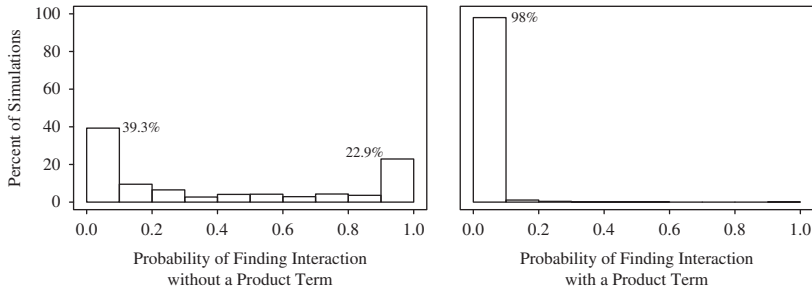 100
80
60
40
20
0
Percent of Simulations
39.3%
22.9%
0.0 0.2 0.4 0.6 0.8 1.0
Probability of Finding Interaction
without a Product Term
98%
0.0 0.2 0.4 0.6 0.8 1.0
Probability of Finding Interaction
with a Product Term